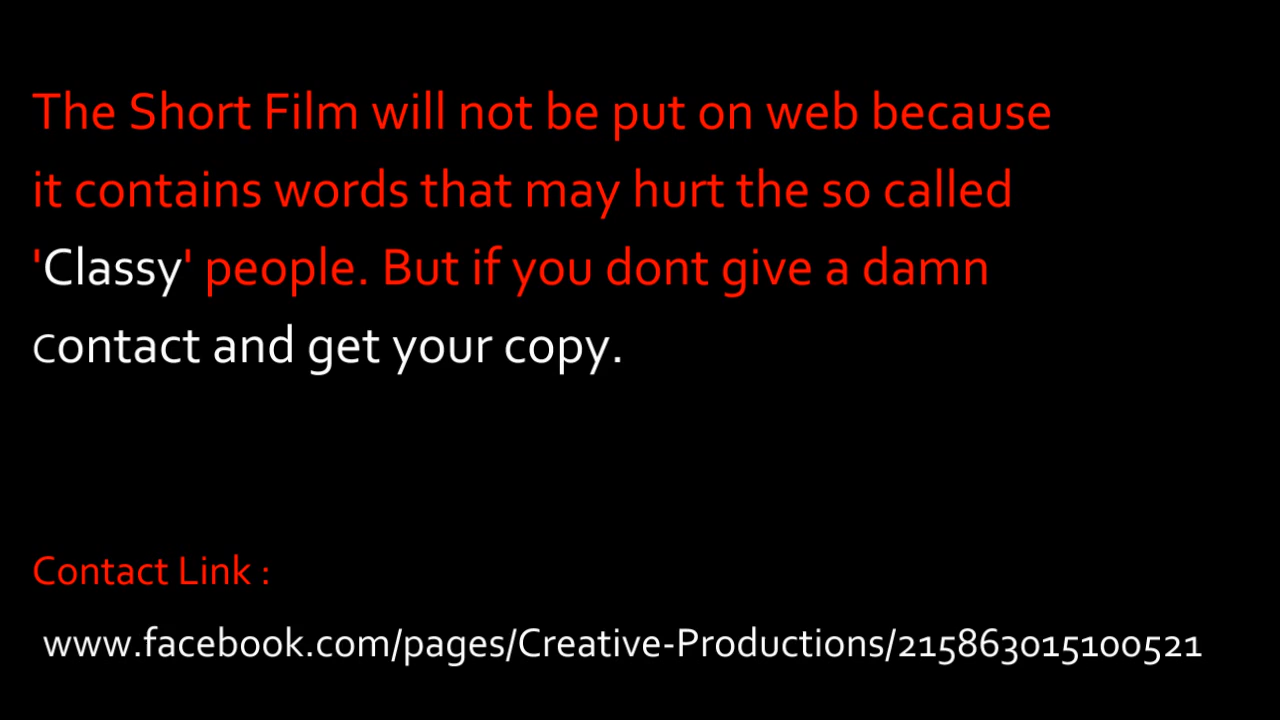 The Short Film will not be put on web because
it contains words that may hurt the so called
'Classy' people. But if you dont give a damn
contact and get your copy.
Contact Link :
www.facebook.com/pages/Creative-Productions/215863015100521